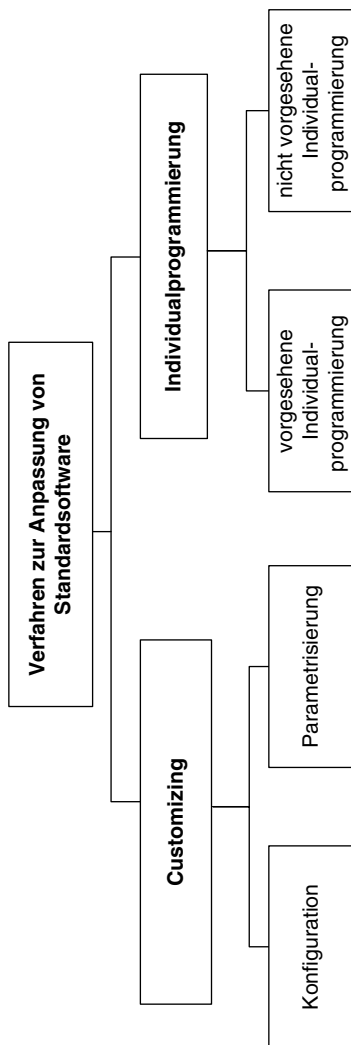 Verfahren zur Anpassung von
Standardsoftware
Customizing
Individualprogrammierung
Konfiguration
Parametrisierung
vorgesehene
Individual-
programmierung
nicht vorgesehene
Individual-
programmierung